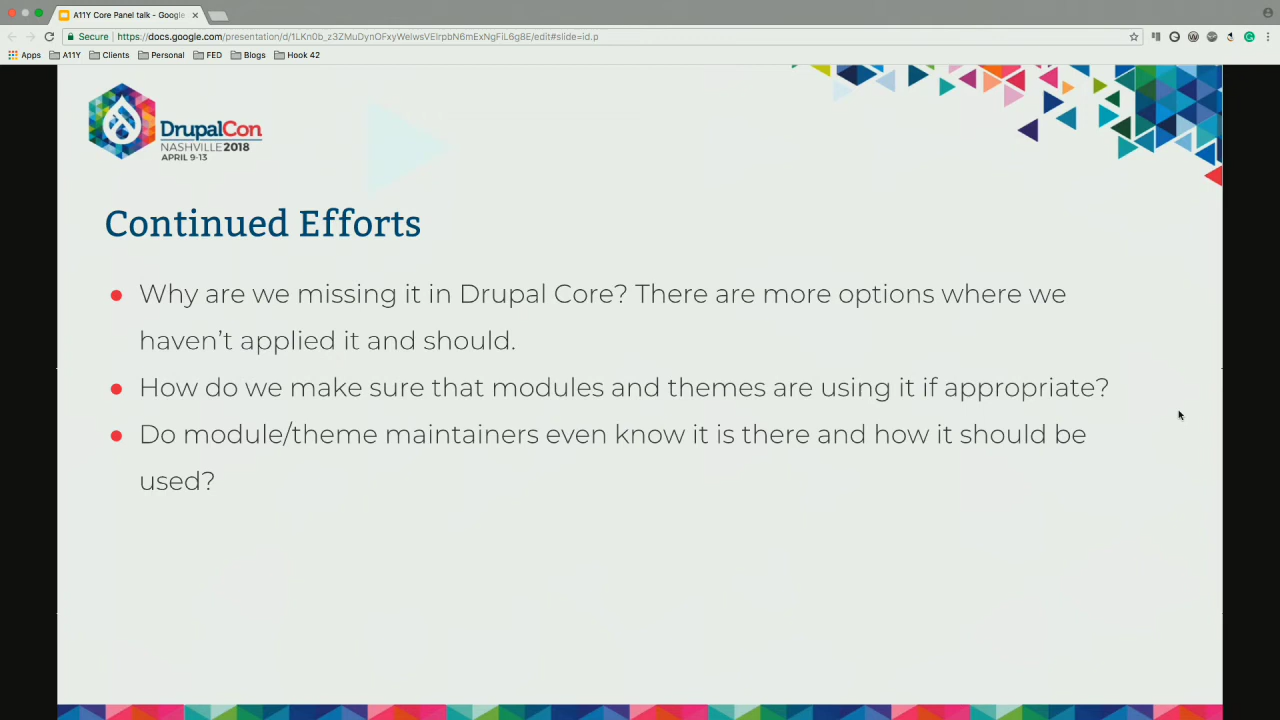 A11Y Core Panel talk - Google
Secure
https://docs.google.com/presentation/d/1LKn0b_z3ZMuDynOFxyWelwsVElrpbN6mExNgFiL6g8E/edit#slide=id.p
Apps A11Y Clients Personal FED Blogs Hook 42
DrupalCon
NASHVILLE 2018
APRIL 9-13
Continued Efforts
● Why are we missing it in Drupal Core? There are more options where we
haven’t applied it and should.
● How do we make sure that modules and themes are using it if appropriate?
● Do module/theme maintainers even know it is there and how it should be
used?